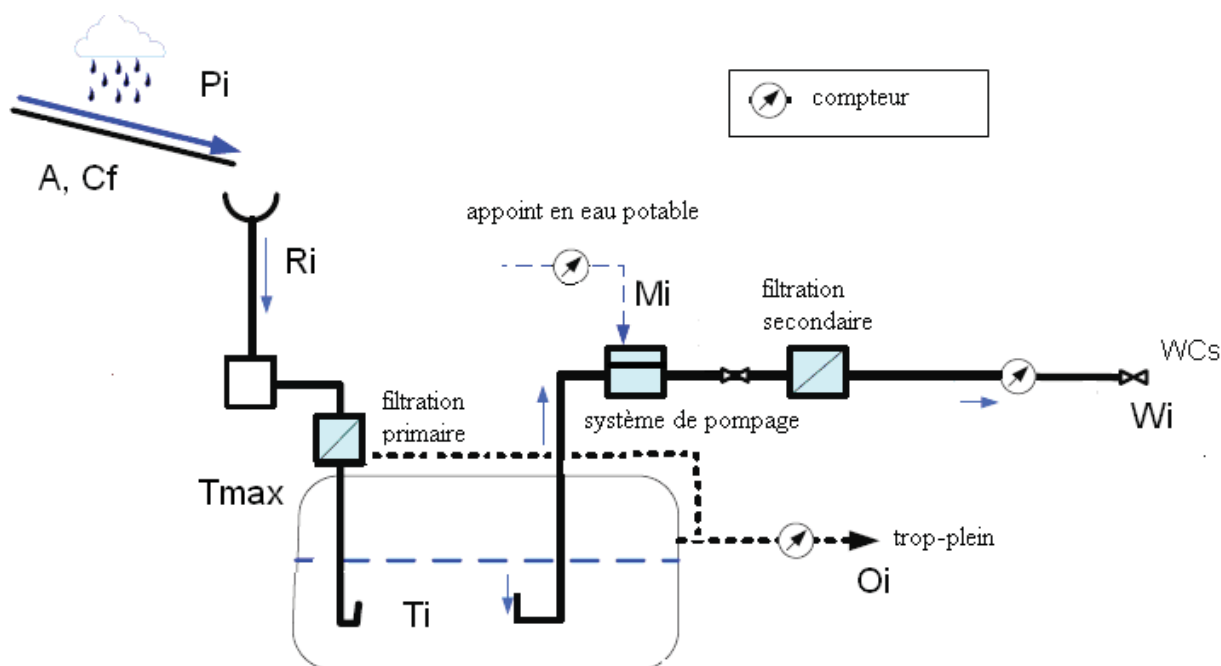 Pi
compteur
A, Cf
appoint en eau potable
Ri
Mi
filtration
secondaire
WCs
filtration
primaire
système de pompage
Wi
Tmax
trop-plein
Oi
Ti